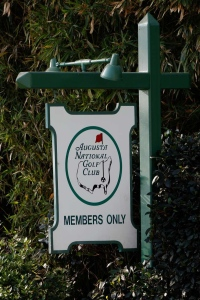 Augusta
National
Golf
Club
MEMBERS ONLY